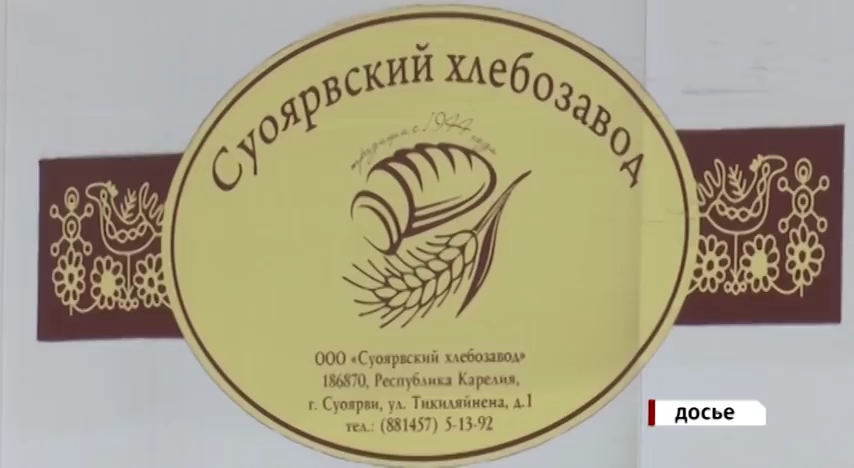 Суоярвский хлебозавод
традиции с 1944 года
ООО «Суоярвский хлебозавод»
186870, Республика Карелия,
г. Суоярви, ул. Тикиляйнена, д.1
тел.: (881457) 5-13-92
досье